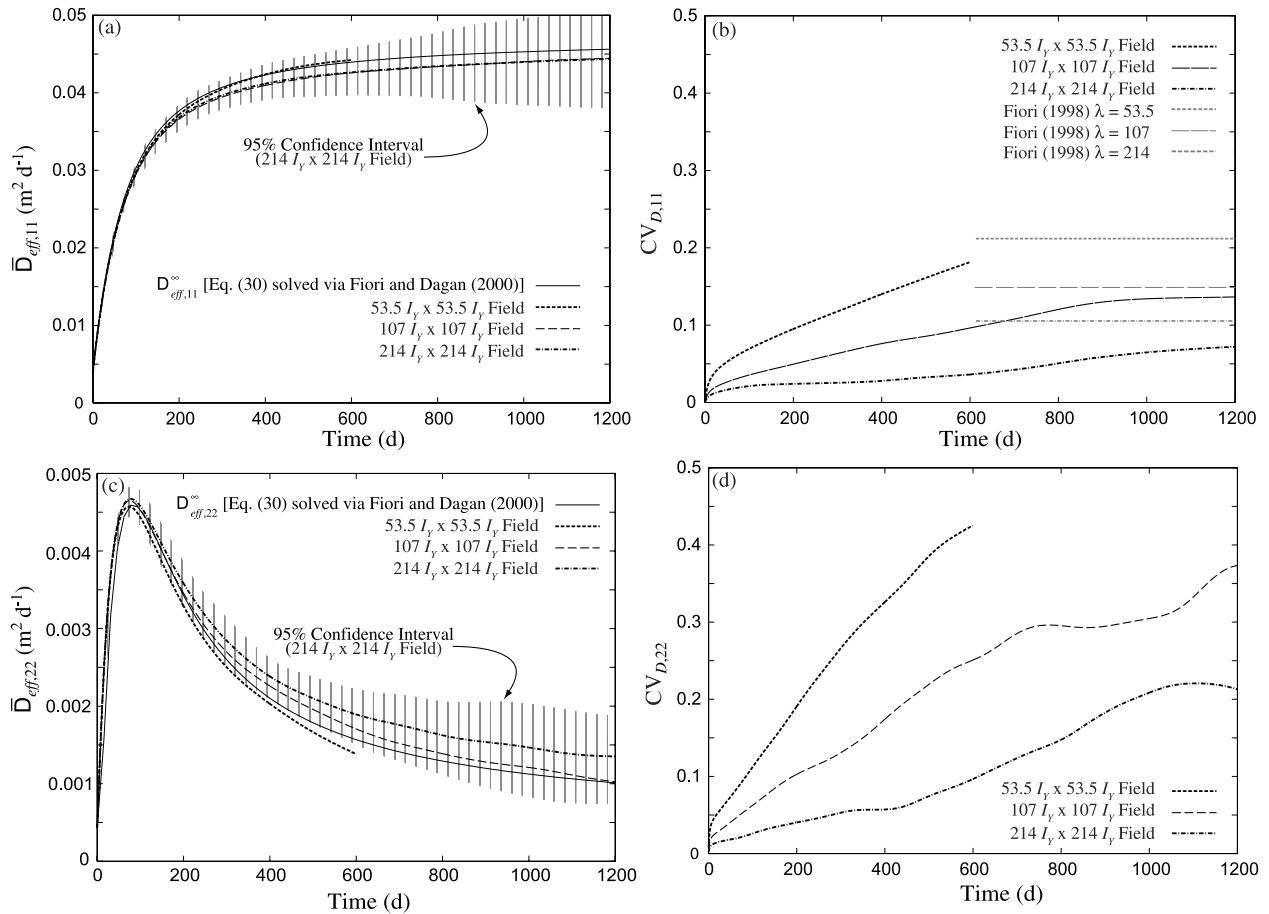 (a)
0.05
0.04
0.03
0.02
0.01
0
D̄eff,11 (m² d⁻¹)
95% Confidence Interval
(214 IY x 214 IY Field)
D∞eff,11 [Eq. (30) solved via Fiori and Dagan (2000)]
53.5 IY x 53.5 IY Field
107 IY x 107 IY Field
214 IY x 214 IY Field
0 200 400 600 800 1000 1200
Time (d)
(b)
0.5
0.4
0.3
0.2
0.1
0
CVD,11
53.5 IY x 53.5 IY Field
107 IY x 107 IY Field
214 IY x 214 IY Field
Fiori (1998) λ = 53.5
Fiori (1998) λ = 107
Fiori (1998) λ = 214
0 200 400 600 800 1000 1200
Time (d)
(c)
0.005
0.004
0.003
0.002
0.001
0
D̄eff,22 (m² d⁻¹)
D∞eff,22 [Eq. (30) solved via Fiori and Dagan (2000)]
53.5 IY x 53.5 IY Field
107 IY x 107 IY Field
214 IY x 214 IY Field
95% Confidence Interval
(214 IY x 214 IY Field)
0 200 400 600 800 1000 1200
Time (d)
(d)
0.5
0.4
0.3
0.2
0.1
0
CVD,22
53.5 IY x 53.5 IY Field
107 IY x 107 IY Field
214 IY x 214 IY Field
0 200 400 600 800 1000 1200
Time (d)